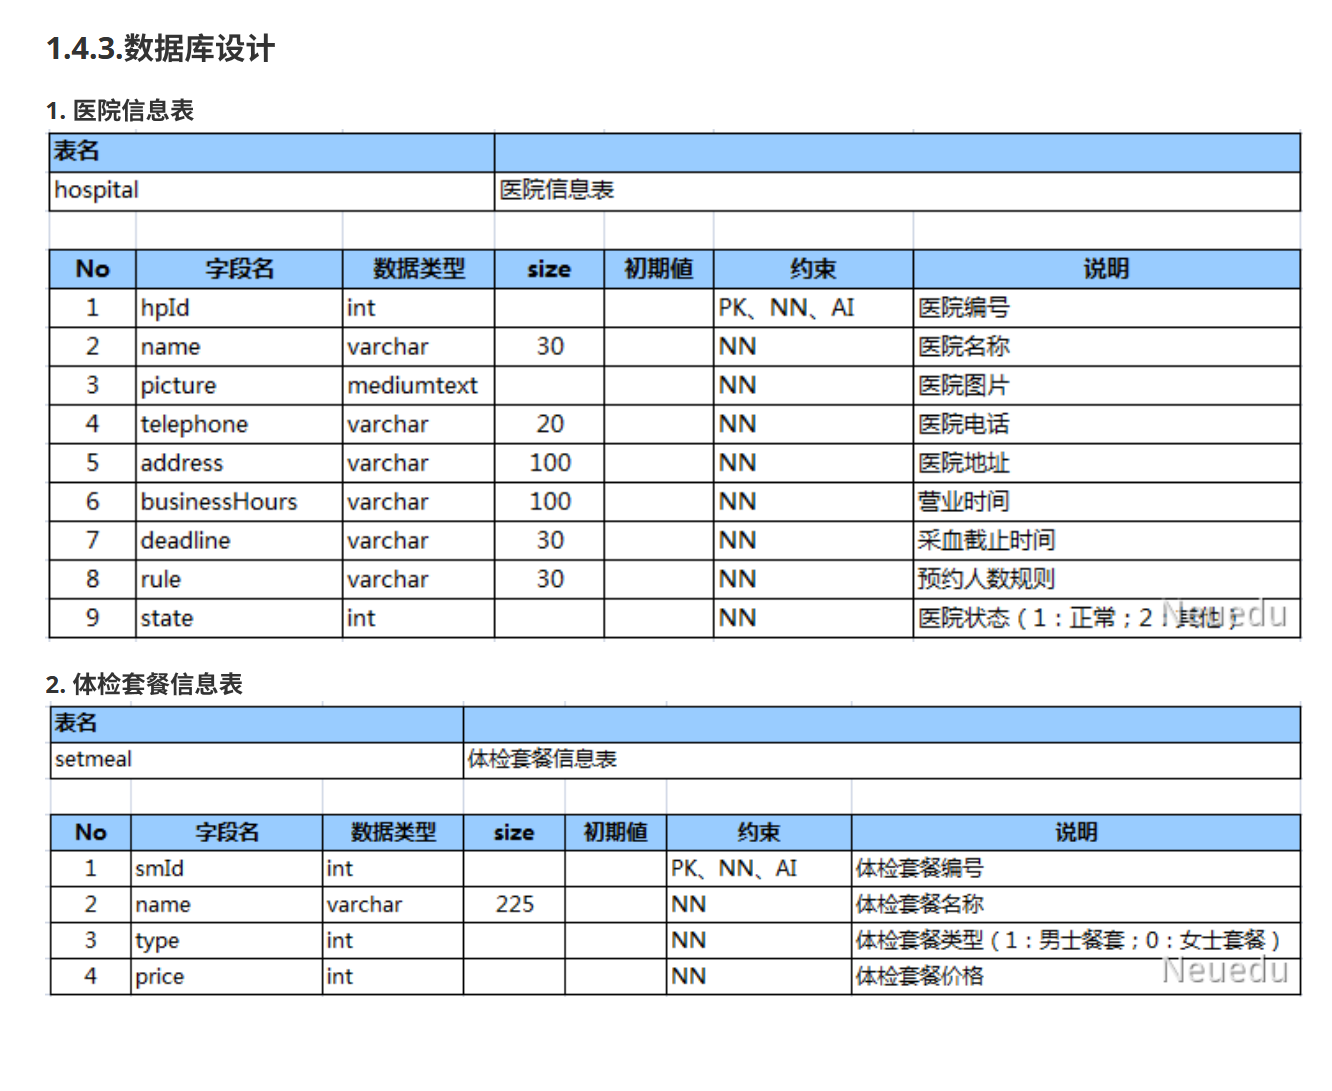 1.4.3.数据库设计
1. 医院信息表
表名
hospital 医院信息表
No 字段名 数据类型 size 初期値 约束 说明
1 hpId int PK、NN、AI 医院编号
2 name varchar 30 NN 医院名称
3 picture mediumtext NN 医院图片
4 telephone varchar 20 NN 医院电话
5 address varchar 100 NN 医院地址
6 businessHours varchar 100 NN 营业时间
7 deadline varchar 30 NN 采血截止时间
8 rule varchar 30 NN 预约人数规则
9 state int NN 医院状态（1：正常；2：其他）
Neuedu
2. 体检套餐信息表
表名
setmeal 体检套餐信息表
No 字段名 数据类型 size 初期値 约束 说明
1 smId int PK、NN、AI 体检套餐编号
2 name varchar 225 NN 体检套餐名称
3 type int NN 体检套餐类型（1：男士餐套；0：女士套餐）
4 price int NN 体检套餐价格
Neuedu